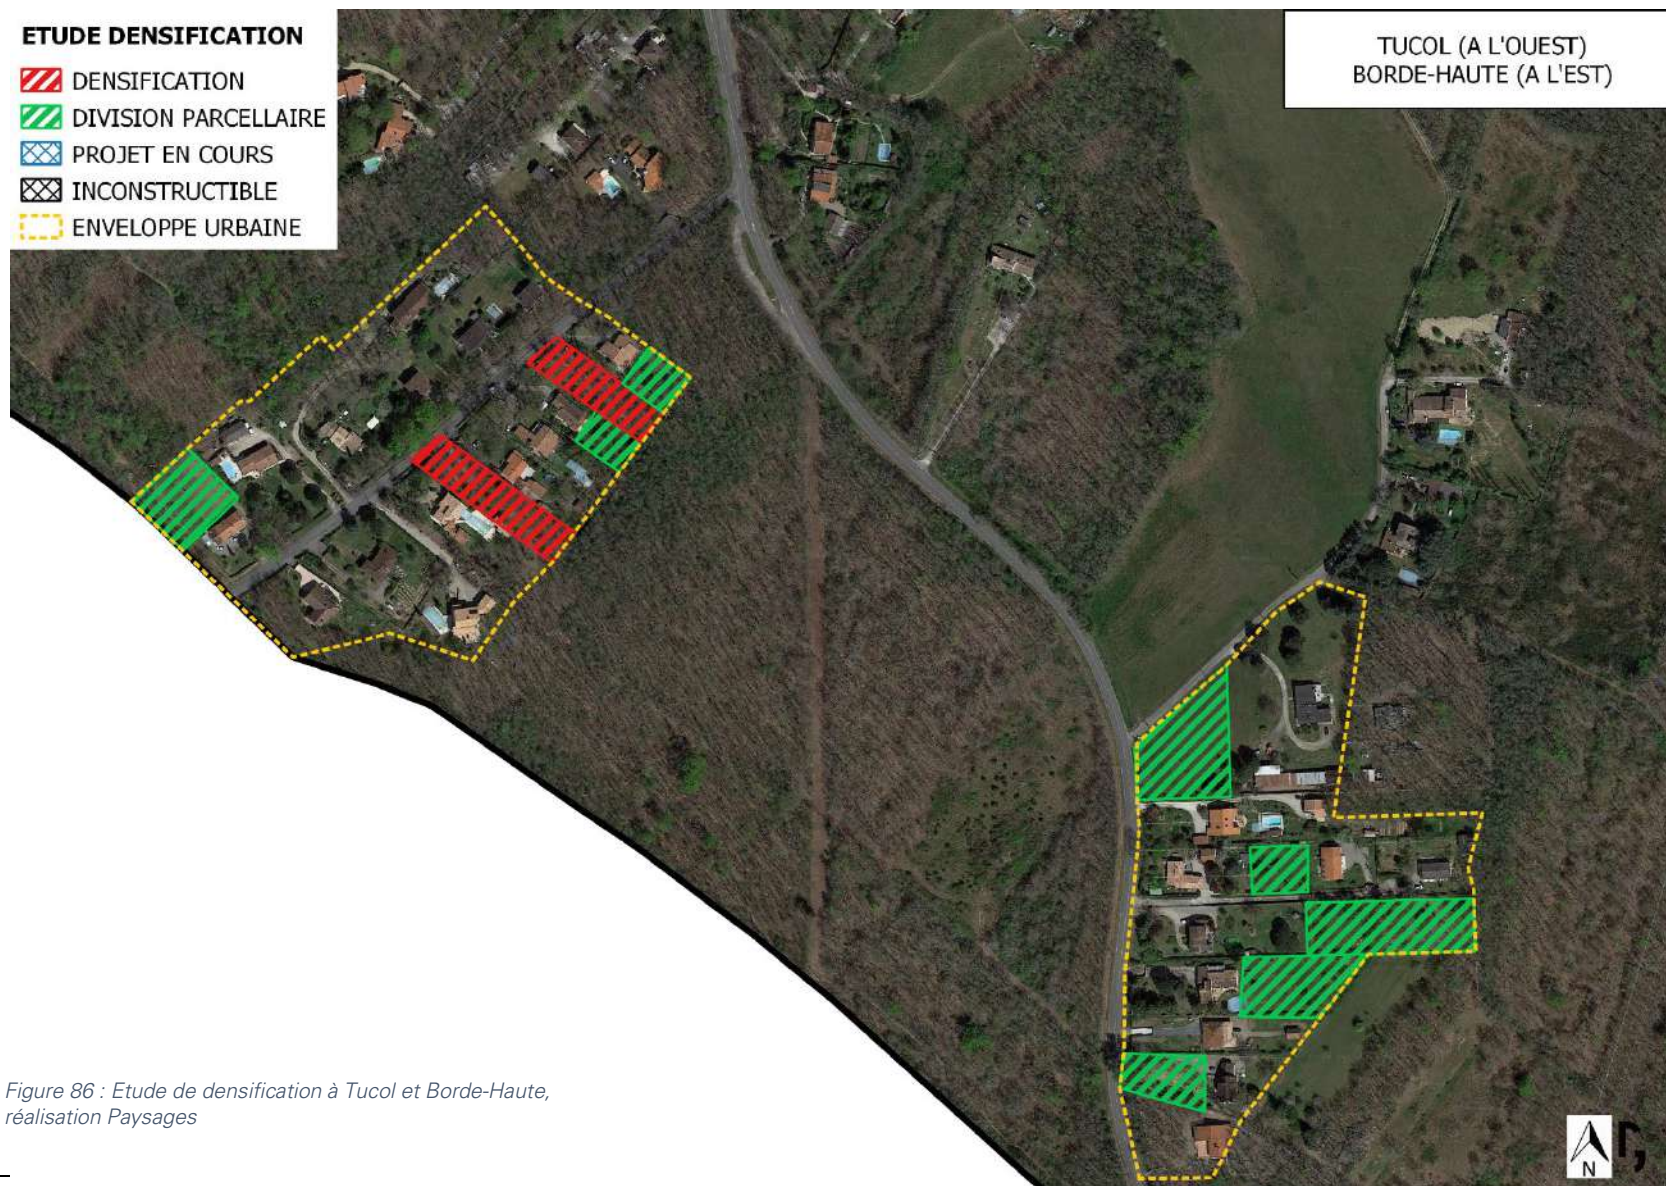 ETUDE DENSIFICATION
DENSIFICATION
DIVISION PARCELLAIRE
PROJET EN COURS
INCONSTRUCTIBLE
ENVELOPPE URBAINE
TUCOL (A L'OUEST)
BORDE-HAUTE (A L'EST)
Figure 86 : Etude de densification à Tucol et Borde-Haute,
réalisation Paysages
N